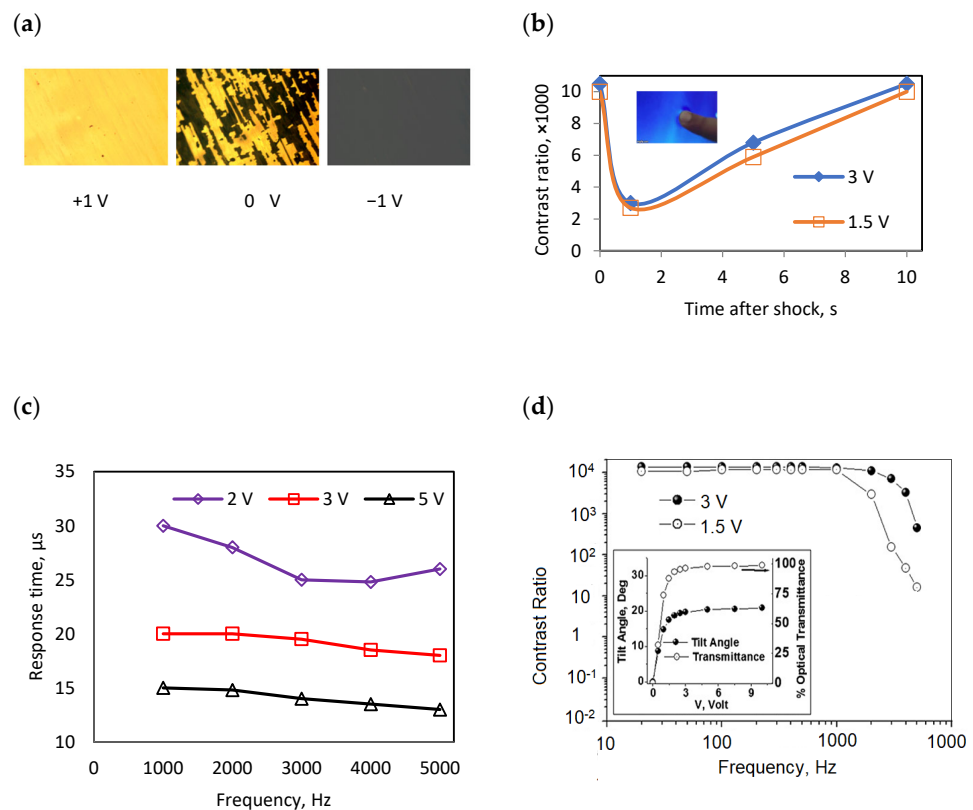 (a)
+1 V
0 V
−1 V
(b)
Contrast ratio, ×1000
10
8
6
4
2
0
3 V
1.5 V
0 2 4 6 8 10
Time after shock, s
(c)
Response time, µs
35
30
25
20
15
10
2 V 3 V 5 V
0 1000 2000 3000 4000 5000
Frequency, Hz
(d)
Contrast Ratio
10⁴
10³
10²
10
1
10⁻¹
10⁻²
3 V
1.5 V
Tilt Angle, Deg
30
20
10
0
% Optical Transmittance
100
75
50
25
0
Tilt Angle
Transmittance
0 3 6 9
V, Volt
10 100 1000 1000
Frequency, Hz